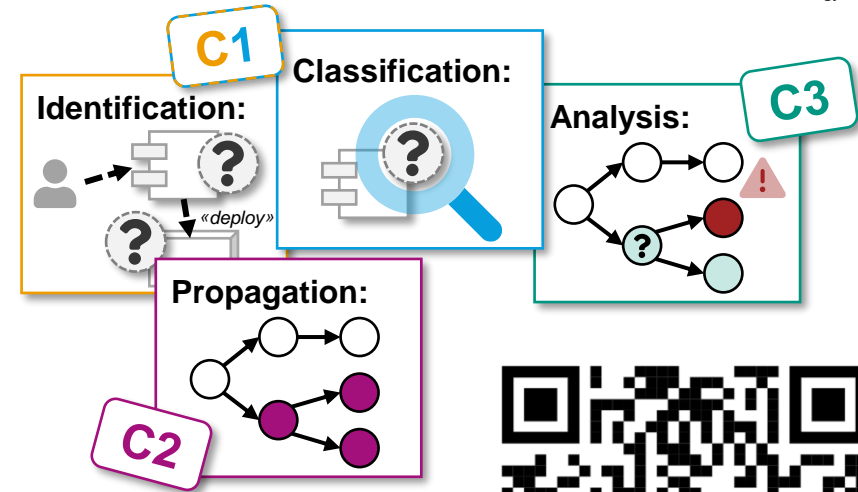 C1
Classification:
Identification:
?
?
«deploy»
?
C3
Analysis:
!
?
Propagation:
C2